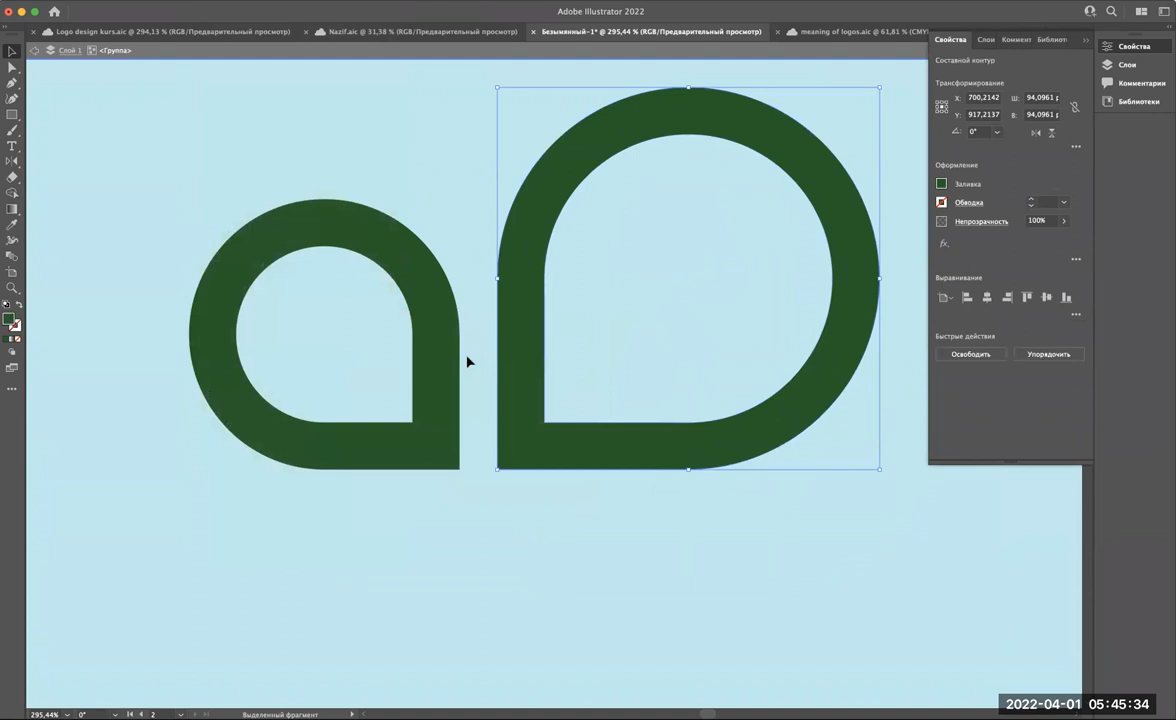 Adobe Illustrator 2022
Logo design kurs.aic @ 294,13 % (RGB/Предварительный просмотр)
Nazif.aic @ 31,38 % (RGB/Предварительный просмотр)
Безымянный-1* @ 295,44 % (RGB/Предварительный просмотр)
meaning of logos.aic @ 61,81 % (CMY
Слой 1
<Группа>
Свойства
Слои
Коммент
Библиот
Составной контур
Трансформирование
X: 700,2142
Ш: 94,0961
Y: 917,2137
В: 94,0961
0°
Оформление
Заливка
Обводка
Непрозрачность
100%
fx.
Выравнивание
Быстрые действия
Освободить
Упорядочить
Свойства
Слои
Комментарии
Библиотеки
295,44%
0°
2
Выделенный фрагмент
2022-04-01 05:45:34